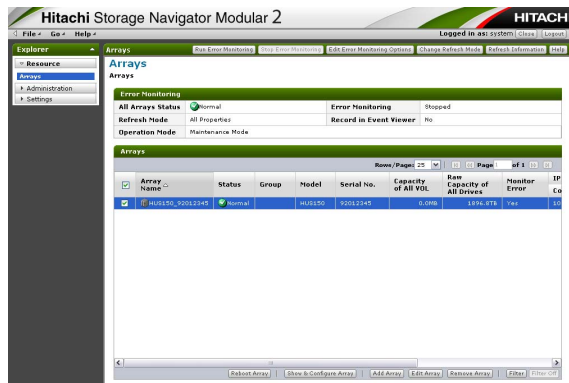 Hitachi Storage Navigator Modular 2
HITACH
File Go Help
Logged in as: system Close Logout
Explorer
Resource
Arrays
Administration
Settings
Arrays Run Error Monitoring Stop Error Monitoring Edit Error Monitoring Options Change Refresh Mode Refresh Information Help
Arrays
Arrays
Error Monitoring
All Arrays Status Normal Error Monitoring Stopped
Refresh Mode All Properties Record in Event Viewer No
Operation Mode Maintenance Mode
Arrays
Rows/Page: 25 Page 1 of 1
Array Name Status Group Model Serial No. Capacity of All VOL Raw Capacity of All Drives Monitor Error IP
Co
HUS150_92012345 Normal HUS150 92012345 0.0MB 1896.8TB Yes 10
Reboot Array Show & Configure Array Add Array Edit Array Remove Array Filter Filter Off